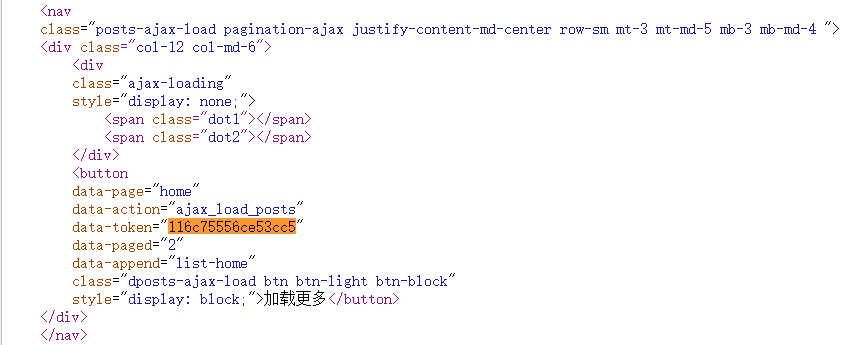 <nav
class="posts-ajax-load pagination-ajax justify-content-md-center row-sm mt-3 mt-md-5 mb-3 mb-md-4 ">
<div class="col-12 col-md-6">
<div
class="ajax-loading"
style="display: none;">
<span class="dot1"></span>
<span class="dot2"></span>
</div>
<button
data-page="home"
data-action="ajax_load_posts"
data-token="116c75556ce53cc5"
data-paged="2"
data-append="list-home"
class="dposts-ajax-load btn btn-light btn-block"
style="display: block;">加载更多</button>
</div>
</nav>